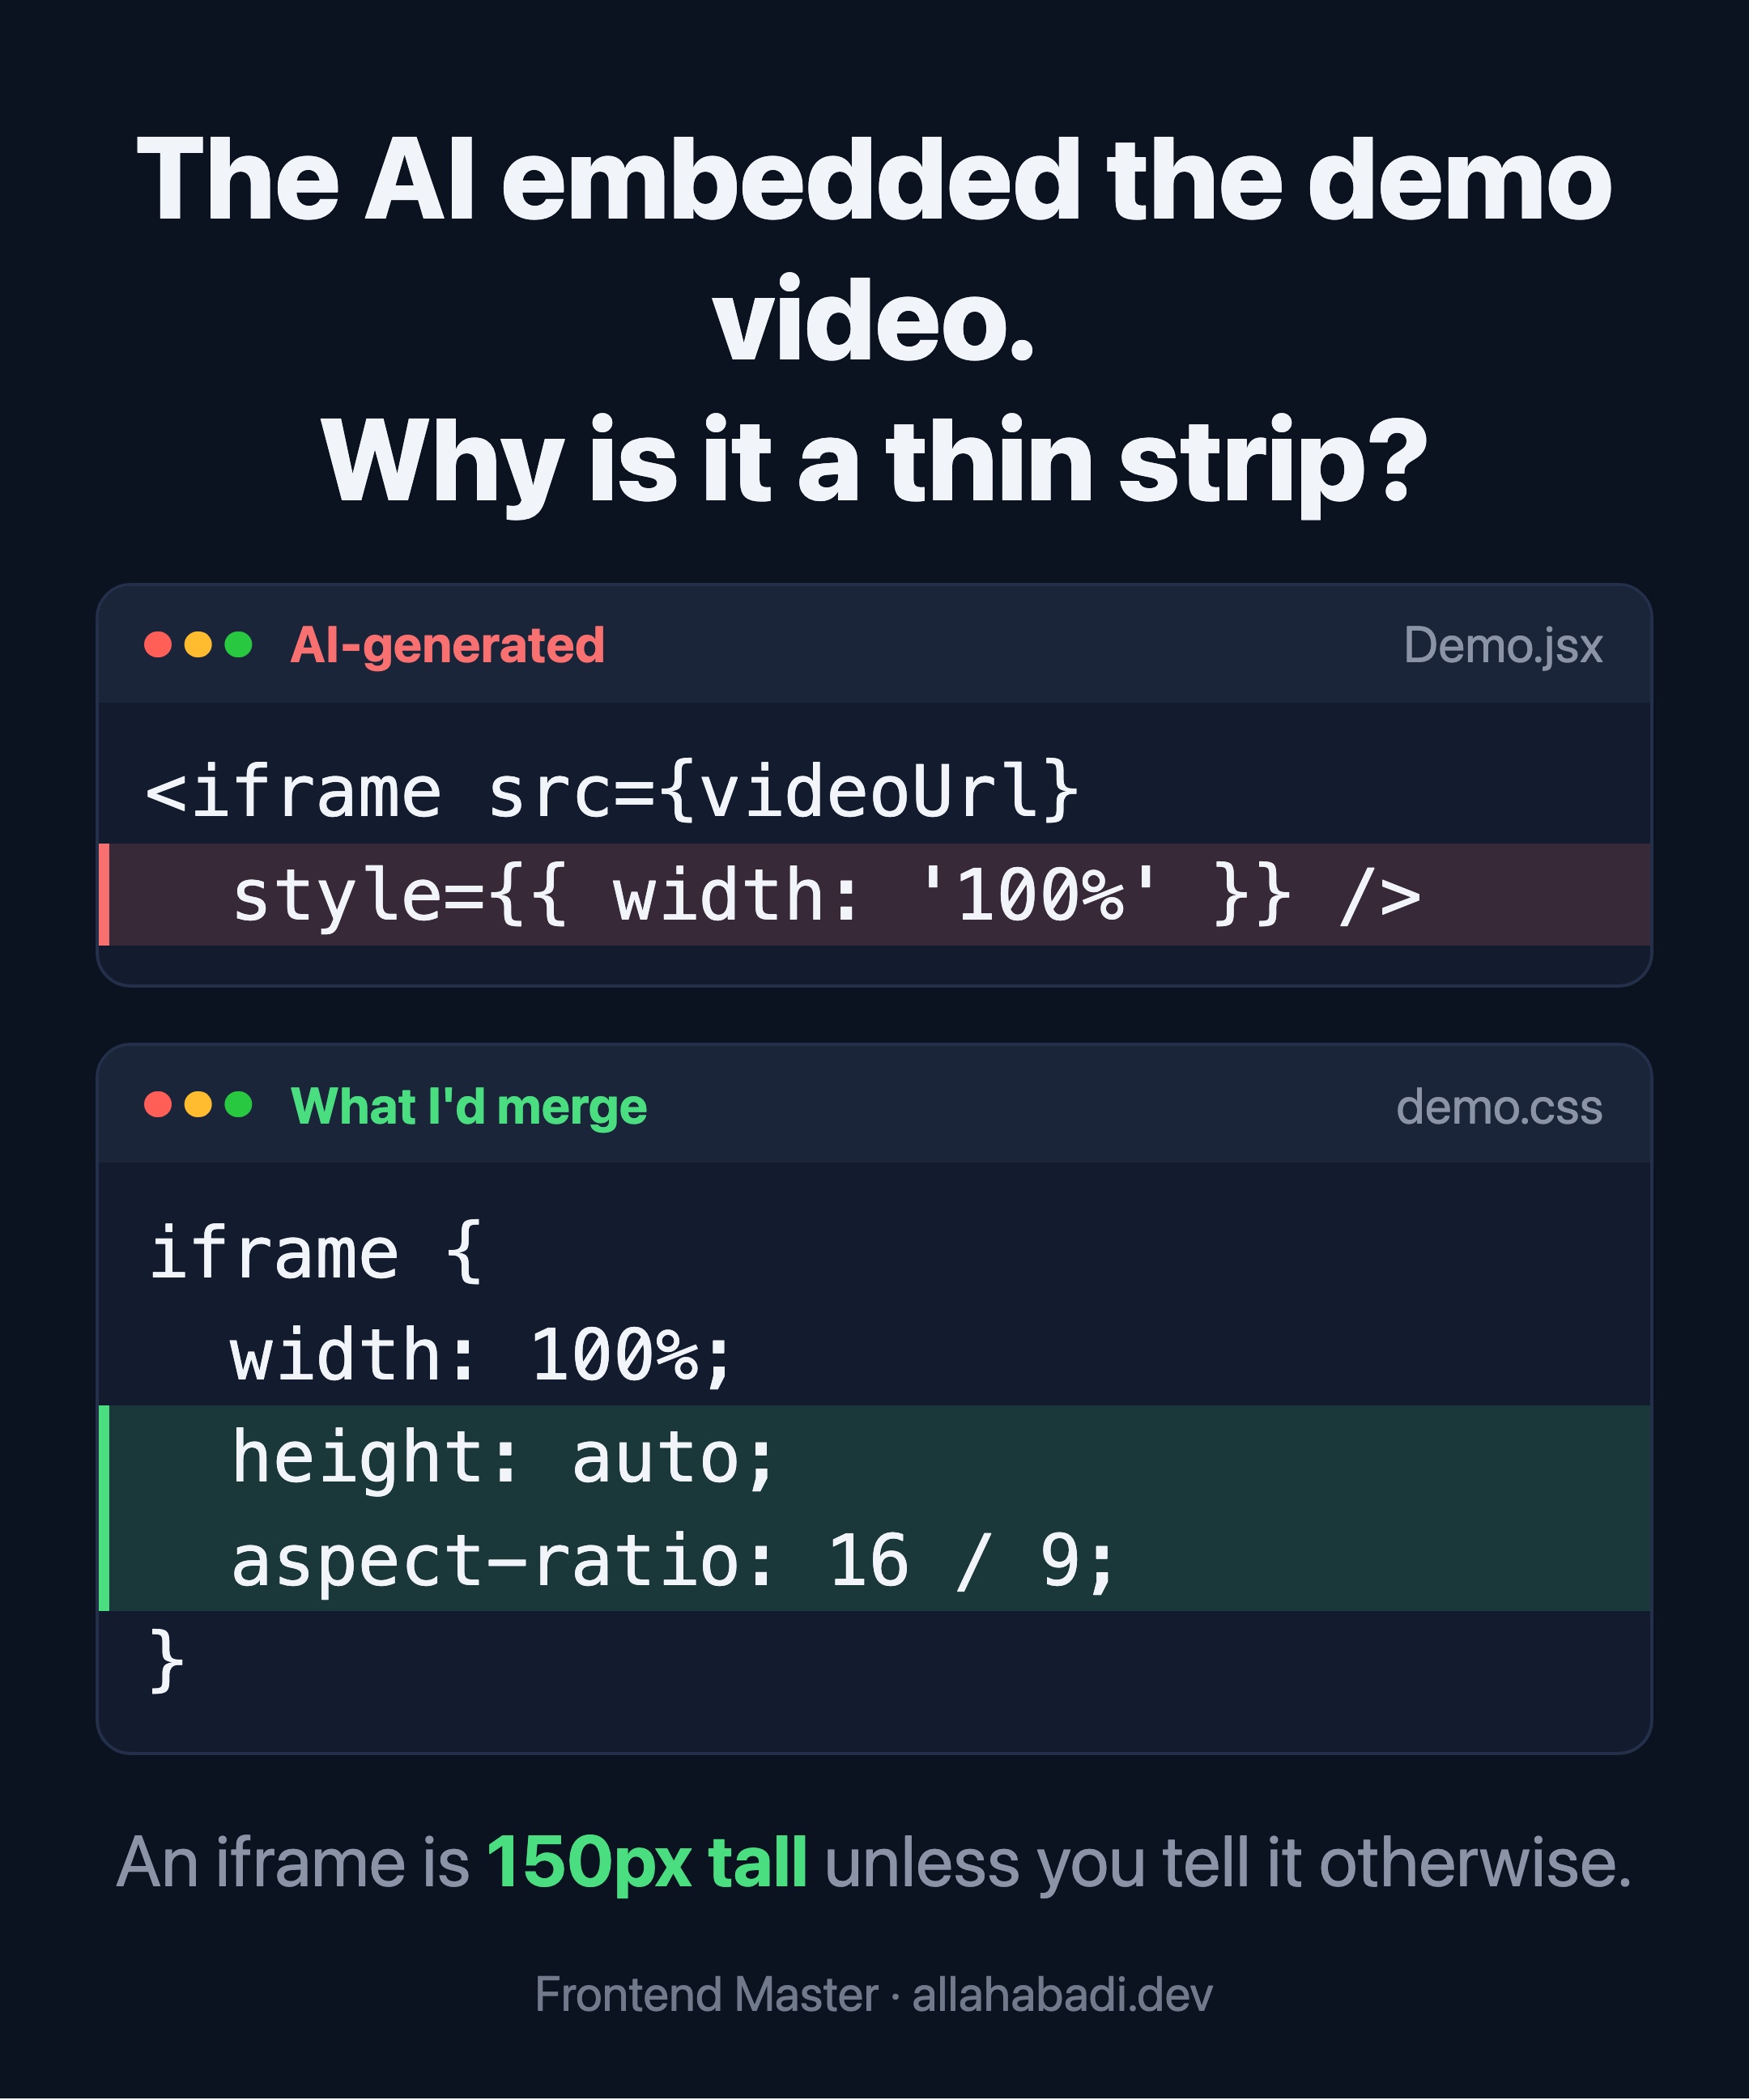 The AI embedded the demo
video.
Why is it a thin strip?
AI-generated
Demo.jsx
<iframe src={videoUrl}
  style={{ width: '100%' }} />
What I'd merge
demo.css
iframe {
  width: 100%;
  height: auto;
  aspect-ratio: 16 / 9;
}
An iframe is 150px tall unless you tell it otherwise.
Frontend Master · allahabadi.dev